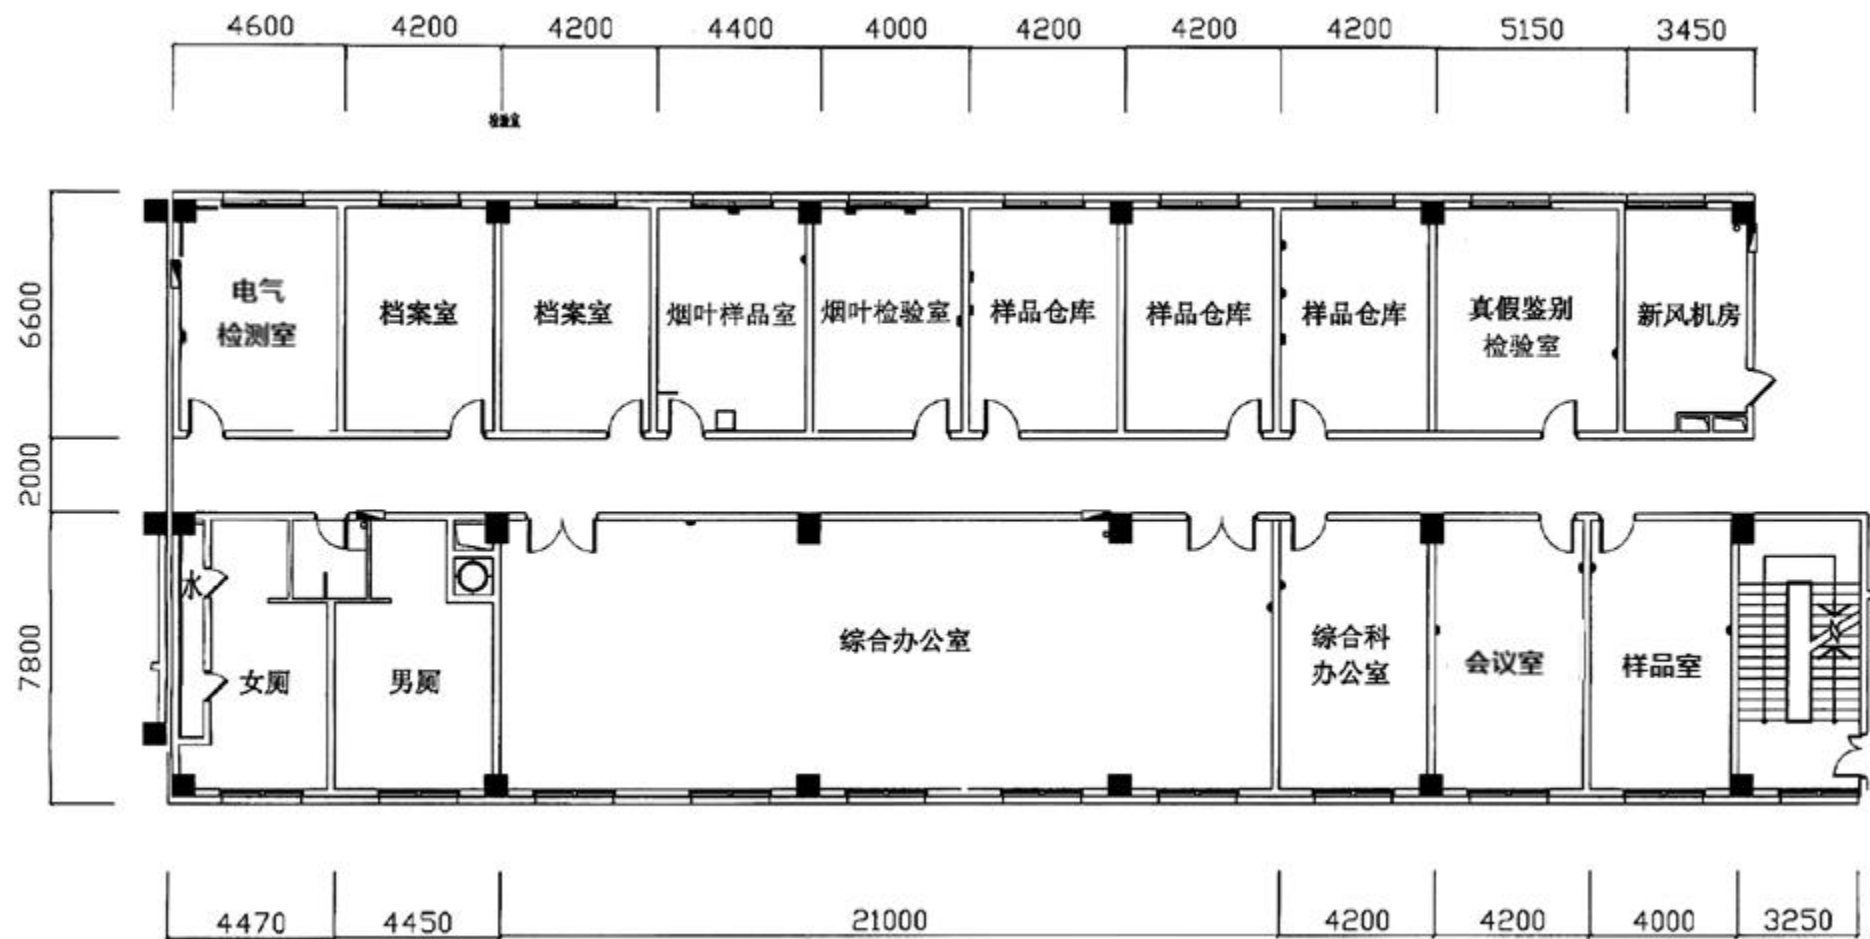 4600 4200 4200 4400 4000 4200 4200 4200 5150 3450
检验室
6600
2000
7800
电气
检测室
档案室
档案室
烟叶样品室
烟叶检验室
样品仓库
样品仓库
样品仓库
真假鉴别
检验室
新风机房
水
女厕
男厕
综合办公室
综合科
办公室
会议室
样品室
4470 4450 21000 4200 4200 4000 3250